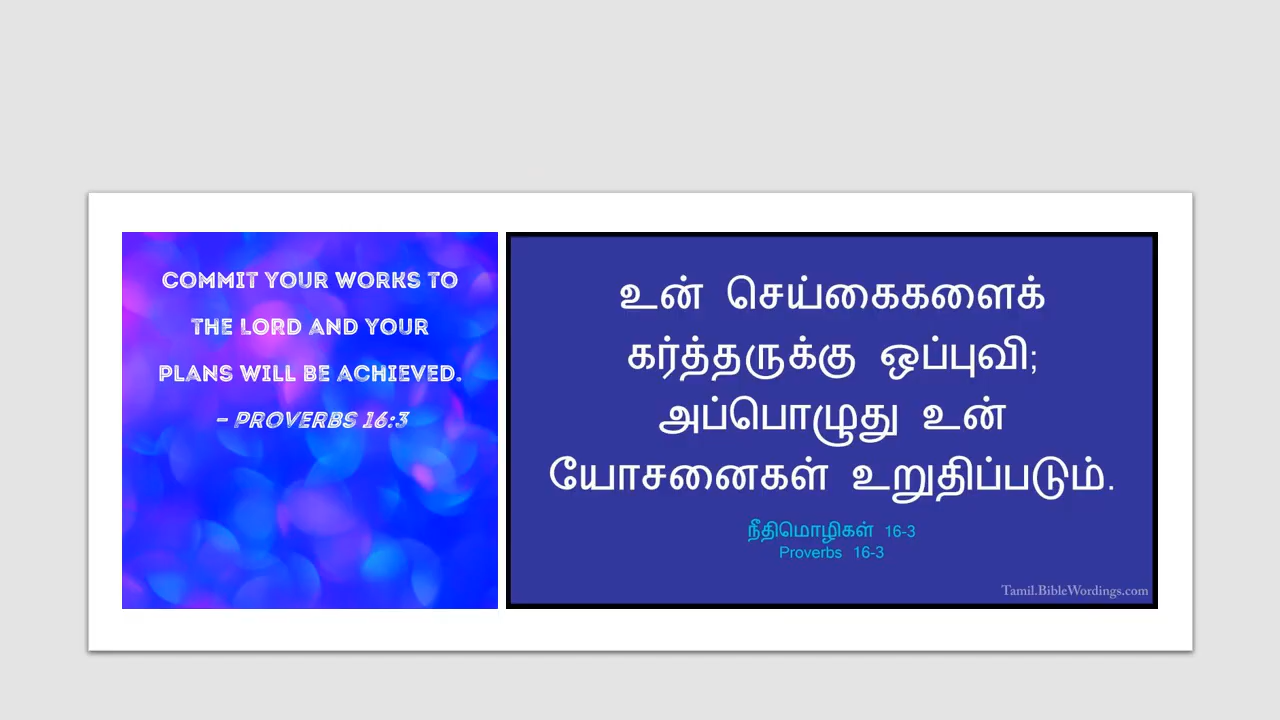 COMMIT YOUR WORKS TO
THE LORD AND YOUR
PLANS WILL BE ACHIEVED.
– PROVERBS 16:3
உன் செய்கைகளைக்
கர்த்தருக்கு ஒப்புவி;
அப்பொழுது உன்
யோசனைகள் உறுதிப்படும்.
நீதிமொழிகள் 16-3
Proverbs 16-3
Tamil.BibleWordings.com